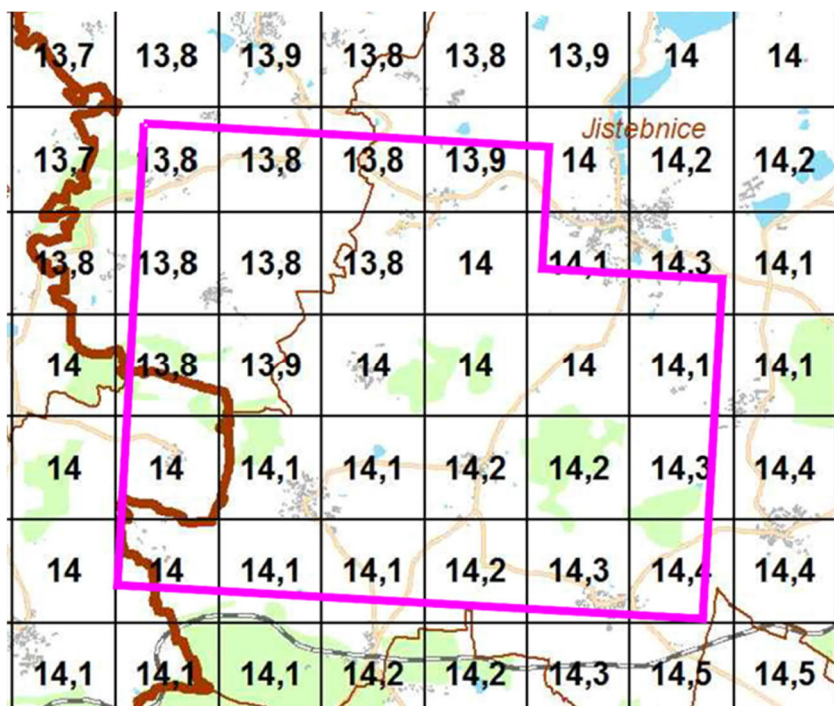 13,7 13,8 13,9 13,8 13,8 13,9 14 14
Jistebnice
13,7 13,8 13,8 13,8 13,9 14 14,2 14,2
13,8 13,8 13,8 13,8 14 14,1 14,3 14,1
14 13,8 13,9 14 14 14 14,1 14,1
14 14 14,1 14,1 14,2 14,2 14,3 14,4
14 14 14,1 14,1 14,2 14,3 14,4 14,4
14,1 14,1 14,1 14,2 14,2 14,3 14,5 14,5